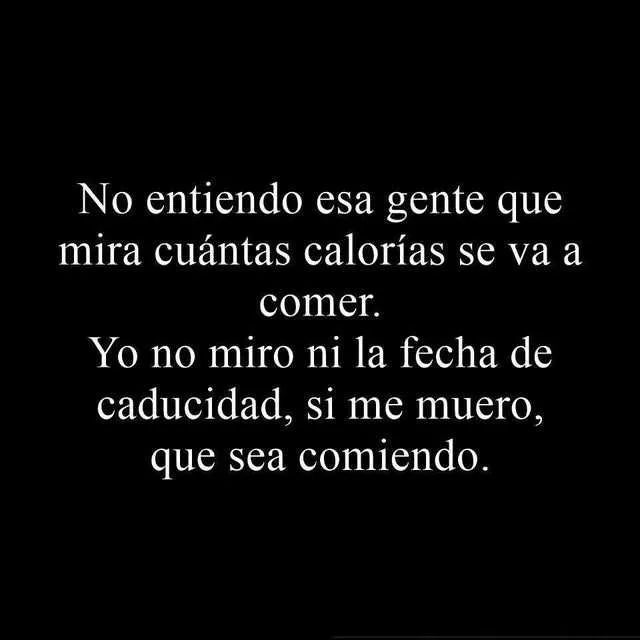 No entiendo esa gente que
mira cuántas calorías se va a
comer.
Yo no miro ni la fecha de
caducidad, si me muero,
que sea comiendo.